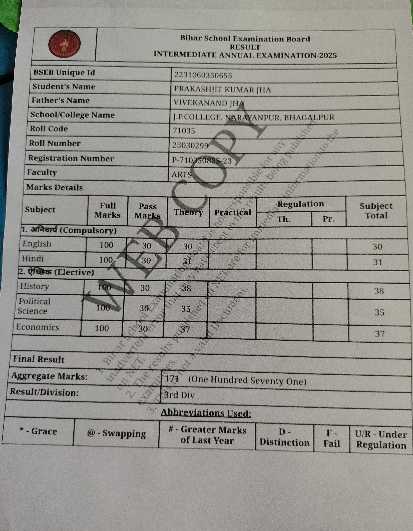 Bihar School Examination Board
RESULT
INTERMEDIATE ANNUAL EXAMINATION-2025
BSEB Unique Id 2231060350655
Student's Name PRAKASHJIT KUMAR JHA
Father's Name VIVEKANAND JHA
School/College Name J.P.COLLEGE, NARAYANPUR, BHAGALPUR
Roll Code 71035
Roll Number 23030299
Registration Number
Faculty ARTS
Marks Details
Subject Full Marks Pass Marks Theory Practical Regulation Th. Pr. Subject Total
1. अनिवार्य (Compulsory)
English 100 30 30 30
Hindi 100 30 31 31
2. ऐच्छिक (Elective)
History 100 30 38 38
Political Science 100 30 35 35
Economics 100 30 37 37
Final Result
Aggregate Marks: 171 (One Hundred Seventy One)
Result/Division: 3rd Div
Abbreviations Used:
* - Grace @ - Swapping # - Greater Marks of Last Year D - Distinction F - Fail U/R - Under Regulation
WEB COPY